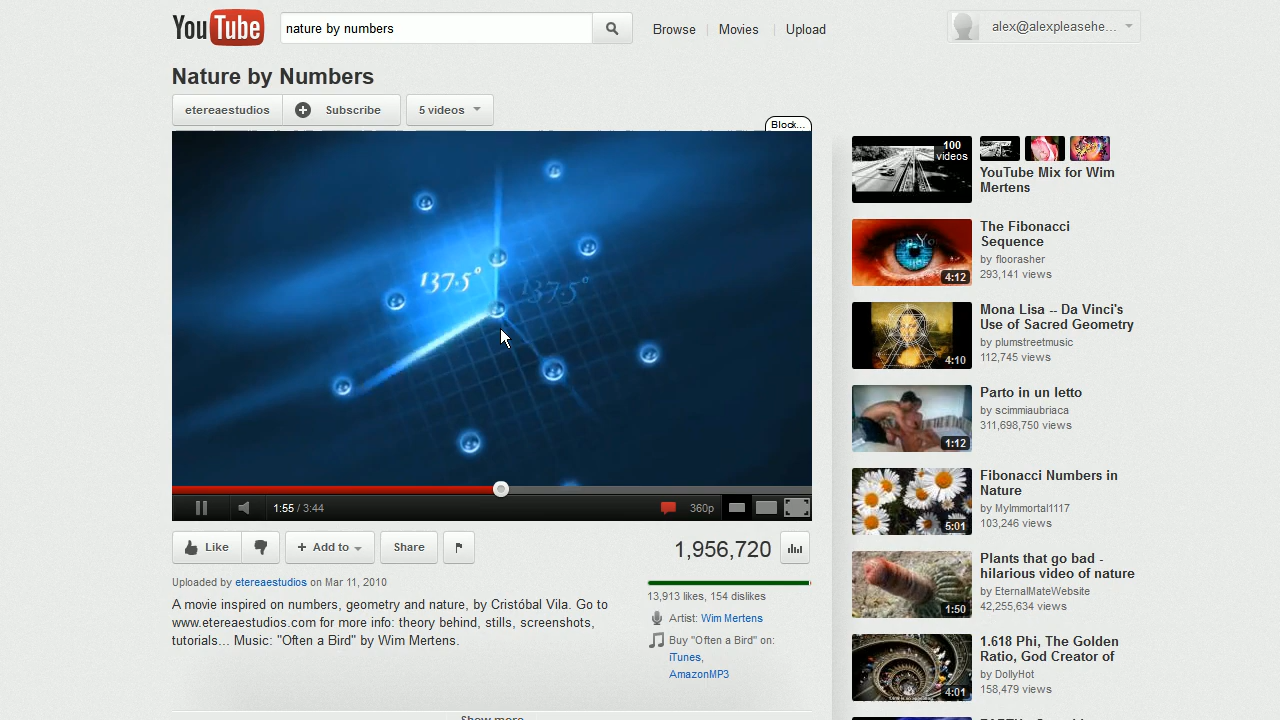 YouTube
nature by numbers
Browse
Movies
Upload
alex@alexpleasehe...
Nature by Numbers
etereaestudios
Subscribe
5 videos
Block...
137.5°
137.5°
1:55 / 3:44
360p
Like
Add to
Share
1,956,720
Uploaded by etereaestudios on Mar 11, 2010
A movie inspired on numbers, geometry and nature, by Cristóbal Vila. Go to
www.etereaestudios.com for more info: theory behind, stills, screenshots,
tutorials... Music: "Often a Bird" by Wim Mertens.
13,913 likes, 154 dislikes
Artist: Wim Mertens
Buy "Often a Bird" on:
iTunes,
AmazonMP3
Show more
100
videos
YouTube Mix for Wim
Mertens
4:12
The Fibonacci
Sequence
by floorasher
293,141 views
4:10
Mona Lisa -- Da Vinci's
Use of Sacred Geometry
by plumstreetmusic
112,745 views
1:12
Parto in un letto
by scimmiaubriaca
311,698,750 views
5:01
Fibonacci Numbers in
Nature
by MyImmortal1117
103,246 views
1:50
Plants that go bad -
hilarious video of nature
by EternalMateWebsite
42,255,634 views
4:01
1.618 Phi, The Golden
Ratio, God Creator of
by DollyHot
158,479 views